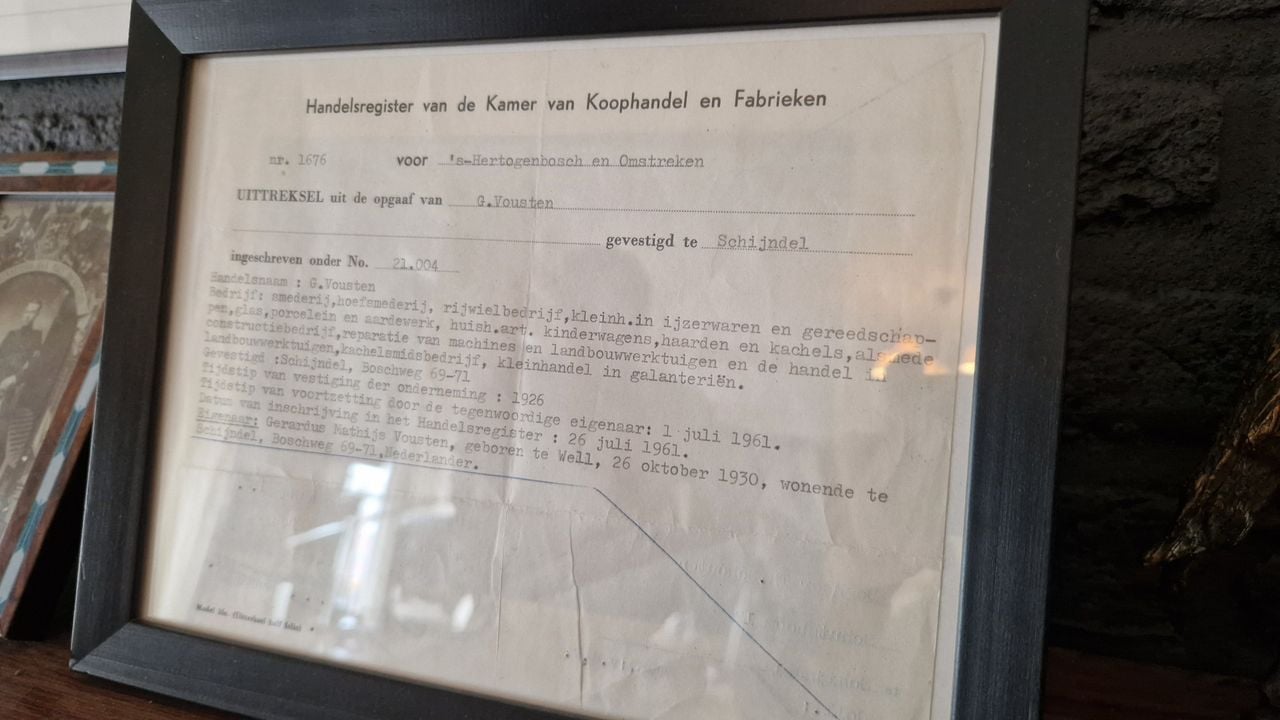 Handelsregister van de Kamer van Koophandel en Fabrieken
nr. 1676 voor 's-Hertogenbosch en Omstreken
UITTREKSEL uit de opgaaf van G.Vousten
gevestigd te Schijndel
ingeschreven onder No. 21.004
Handelsnaam : G.Vousten
Bedrijf: smederij,hoefsmederij, rijwielbedrijf,kleinh.in ijzerwaren en gereedschap-
pen,glas,porcelein en aardewerk, huish.art. kinderwagens,haarden en kachels,alsmede
constructiebedrijf,reparatie van machines en landbouwwerktuigen en de handel in
landbouwwerktuigen,kachelsmidsbedrijf, kleinhandel in galanteriën.
Gevestigd :Schijndel, Boschweg 69-71
Tijdstip van vestiging der onderneming : 1926
Tijdstip van voortzetting door de tegenwoordige eigenaar: 1 juli 1961.
Datum van inschrijving in het Handelsregister : 26 juli 1961.
Eigenaar: Gerardus Mathijs Vousten, geboren te Well, 26 oktober 1930, wonende te
Schijndel, Boschweg 69-71,Nederlander.
Model